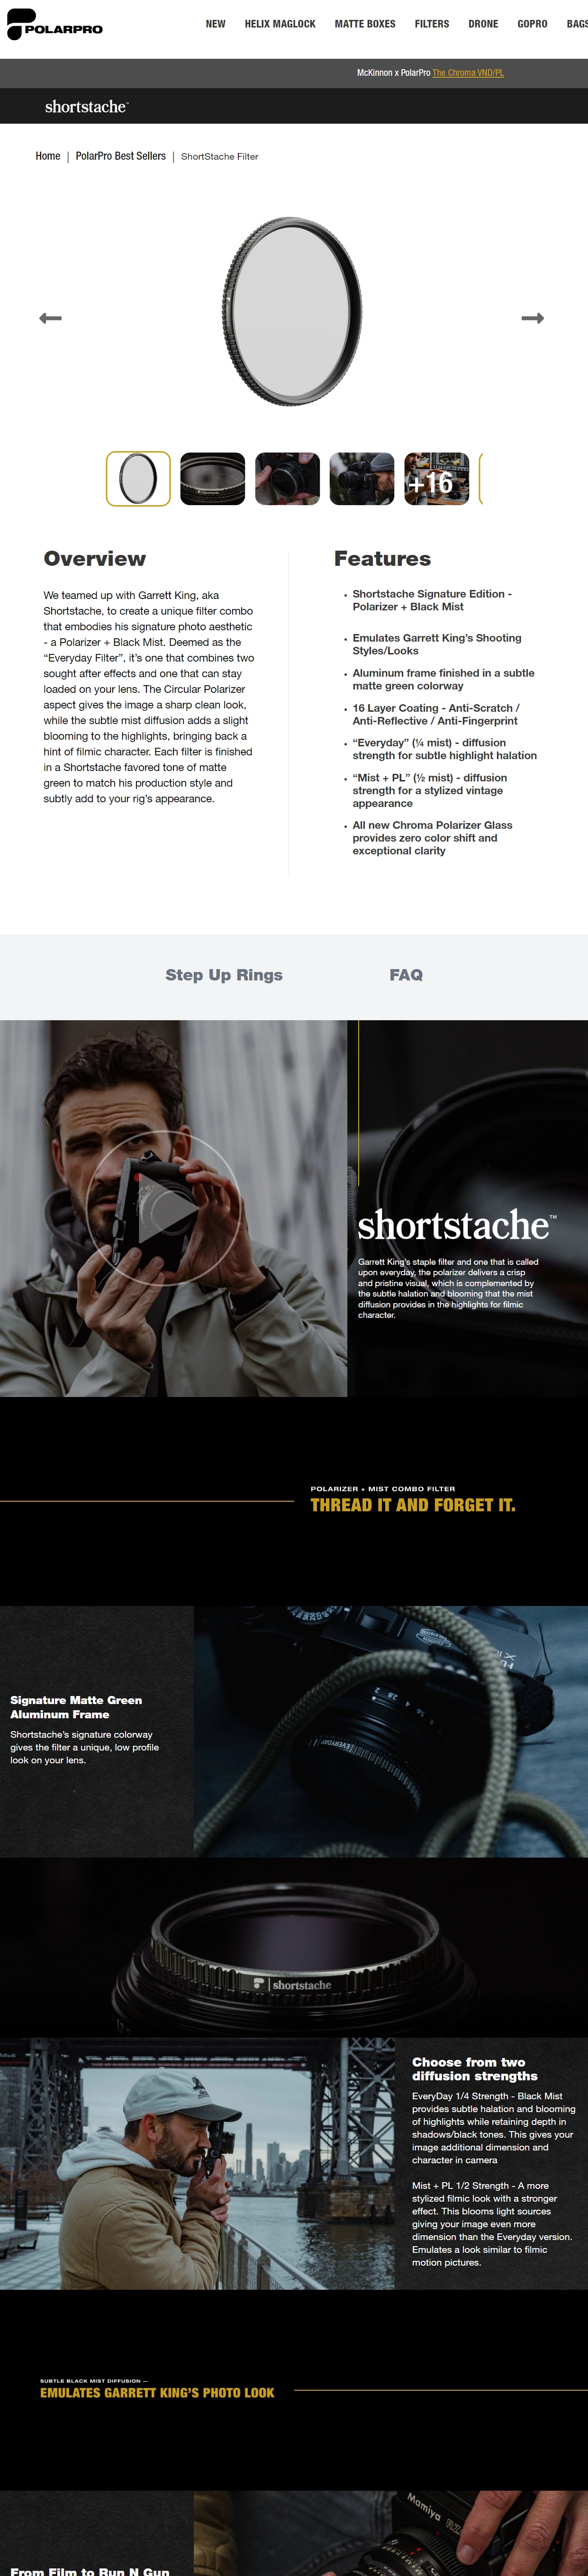 POLARPRO
NEW HELIX MAGLOCK MATTE BOXES FILTERS DRONE GOPRO BAGS
McKinnon x PolarPro The Chroma VND/PL
shortstache™
Home | PolarPro Best Sellers | ShortStache Filter
+16
Overview
We teamed up with Garrett King, aka
Shortstache, to create a unique filter combo
that embodies his signature photo aesthetic
- a Polarizer + Black Mist. Deemed as the
“Everyday Filter”, it’s one that combines two
sought after effects and one that can stay
loaded on your lens. The Circular Polarizer
aspect gives the image a sharp clean look,
while the subtle mist diffusion adds a slight
blooming to the highlights, bringing back a
hint of filmic character. Each filter is finished
in a Shortstache favored tone of matte
green to match his production style and
subtly add to your rig’s appearance.
Features
• Shortstache Signature Edition -
Polarizer + Black Mist
• Emulates Garrett King’s Shooting
Styles/Looks
• Aluminum frame finished in a subtle
matte green colorway
• 16 Layer Coating - Anti-Scratch /
Anti-Reflective / Anti-Fingerprint
• “Everyday” (¼ mist) - diffusion
strength for subtle highlight halation
• “Mist + PL” (½ mist) - diffusion
strength for a stylized vintage
appearance
• All new Chroma Polarizer Glass
provides zero color shift and
exceptional clarity
Step Up Rings FAQ
shortstache™
Garrett King’s staple filter and one that is called
upon everyday, the polarizer delivers a crisp
and pristine visual, which is complemented by
the subtle halation and blooming that the mist
diffusion provides in the highlights for filmic
character.
POLARIZER + MIST COMBO FILTER
THREAD IT AND FORGET IT.
Signature Matte Green
Aluminum Frame
Shortstache’s signature colorway
gives the filter a unique, low profile
look on your lens.
EVERYDAY
2 2.8 4
shortstache
Choose from two
diffusion strengths
EveryDay 1/4 Strength - Black Mist
provides subtle halation and blooming
of highlights while retaining depth in
shadows/black tones. This gives your
image additional dimension and
character in camera
Mist + PL 1/2 Strength - A more
stylized filmic look with a stronger
effect. This blooms light sources
giving your image even more
dimension than the Everyday version.
Emulates a look similar to filmic
motion pictures.
SUBTLE BLACK MIST DIFFUSION —
EMULATES GARRETT KING’S PHOTO LOOK
Mamiya
From Film to Run N Gun